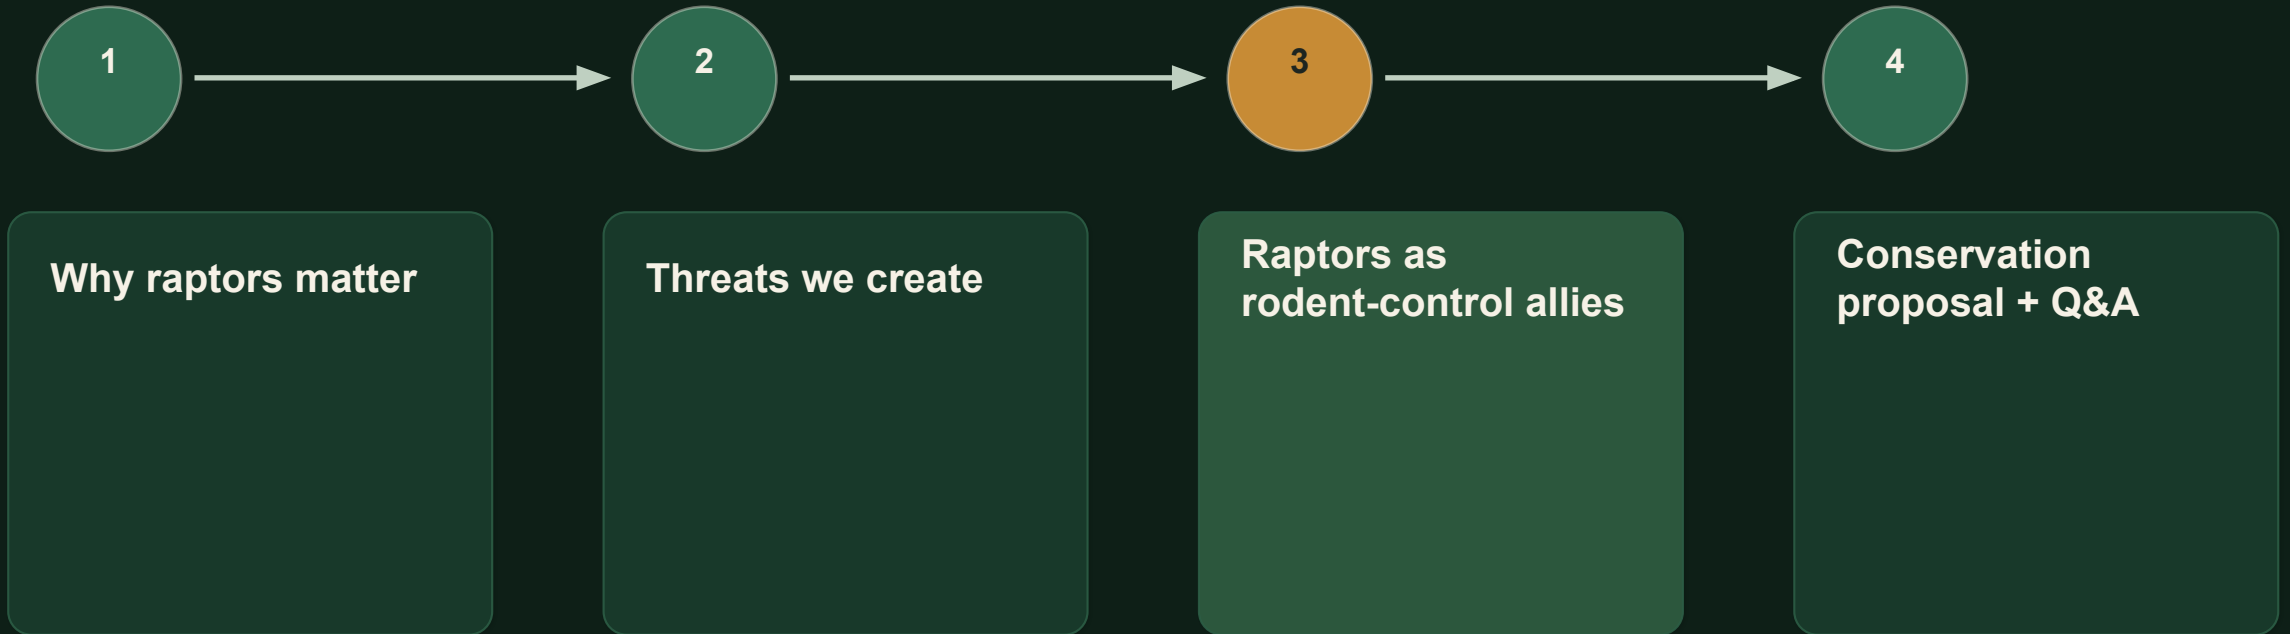 1
2
3
4
Why raptors matter
Threats we create
Raptors as
rodent-control allies
Conservation
proposal + Q&A